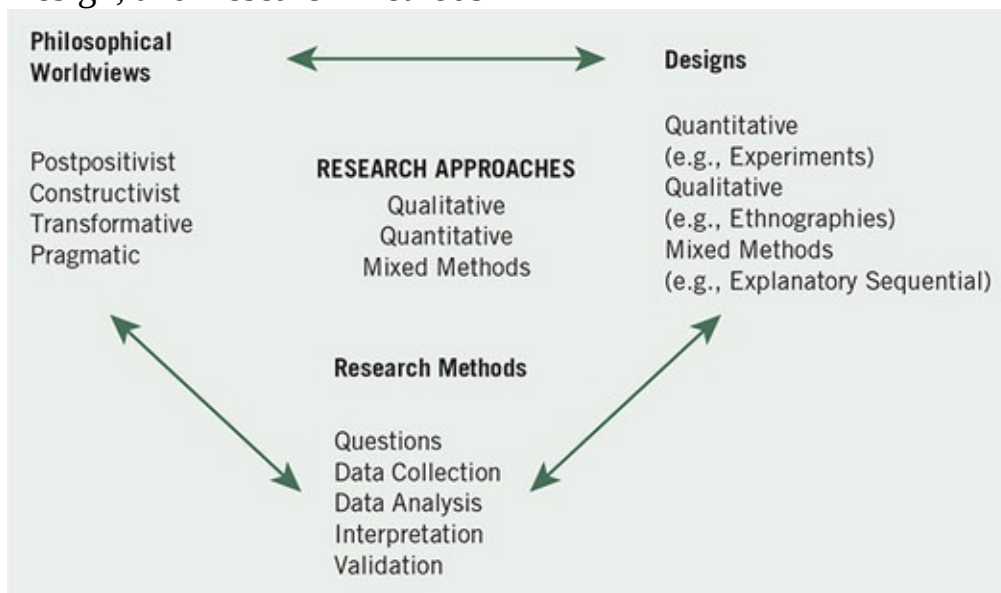 Philosophical
Worldviews
Postpositivist
Constructivist
Transformative
Pragmatic
RESEARCH APPROACHES
Qualitative
Quantitative
Mixed Methods
Designs
Quantitative
(e.g., Experiments)
Qualitative
(e.g., Ethnographies)
Mixed Methods
(e.g., Explanatory Sequential)
Research Methods
Questions
Data Collection
Data Analysis
Interpretation
Validation